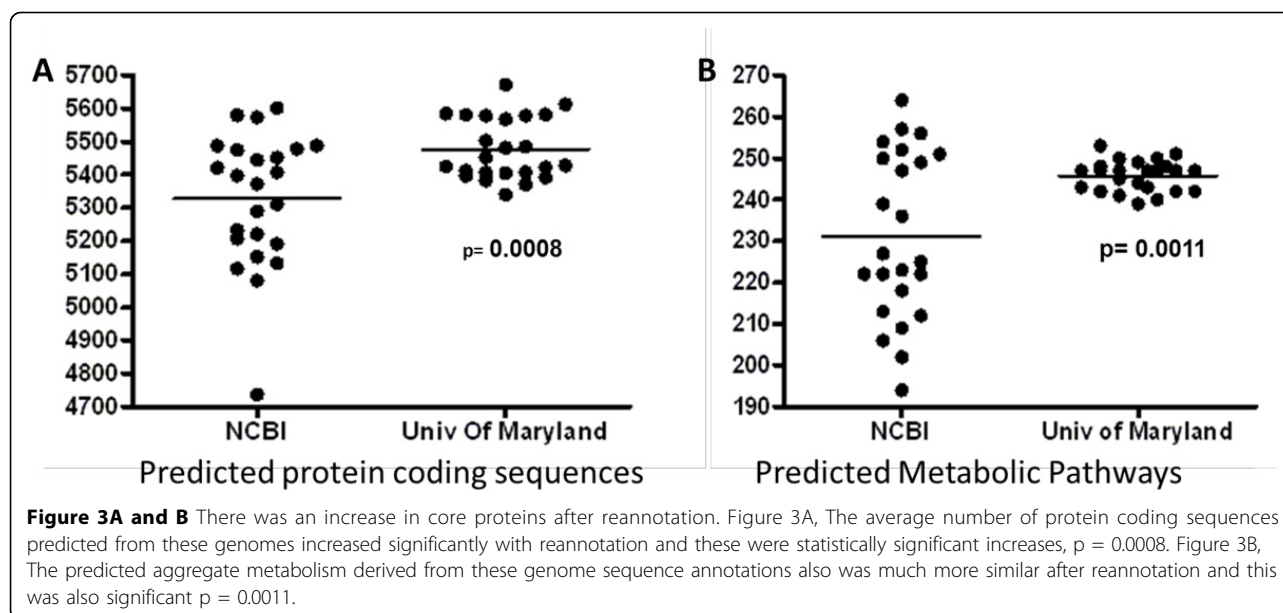 A
5700
5600
5500
5400
5300
5200
5100
5000
4900
4800
4700
p= 0.0008
NCBI
Univ Of Maryland
Predicted protein coding sequences
B
270
260
250
240
230
220
210
200
190
p= 0.0011
NCBI
Univ of Maryland
Predicted Metabolic Pathways
Figure 3A and B There was an increase in core proteins after reannotation. Figure 3A, The average number of protein coding sequences
predicted from these genomes increased significantly with reannotation and these were statistically significant increases, p = 0.0008. Figure 3B,
The predicted aggregate metabolism derived from these genome sequence annotations also was much more similar after reannotation and this
was also significant p = 0.0011.